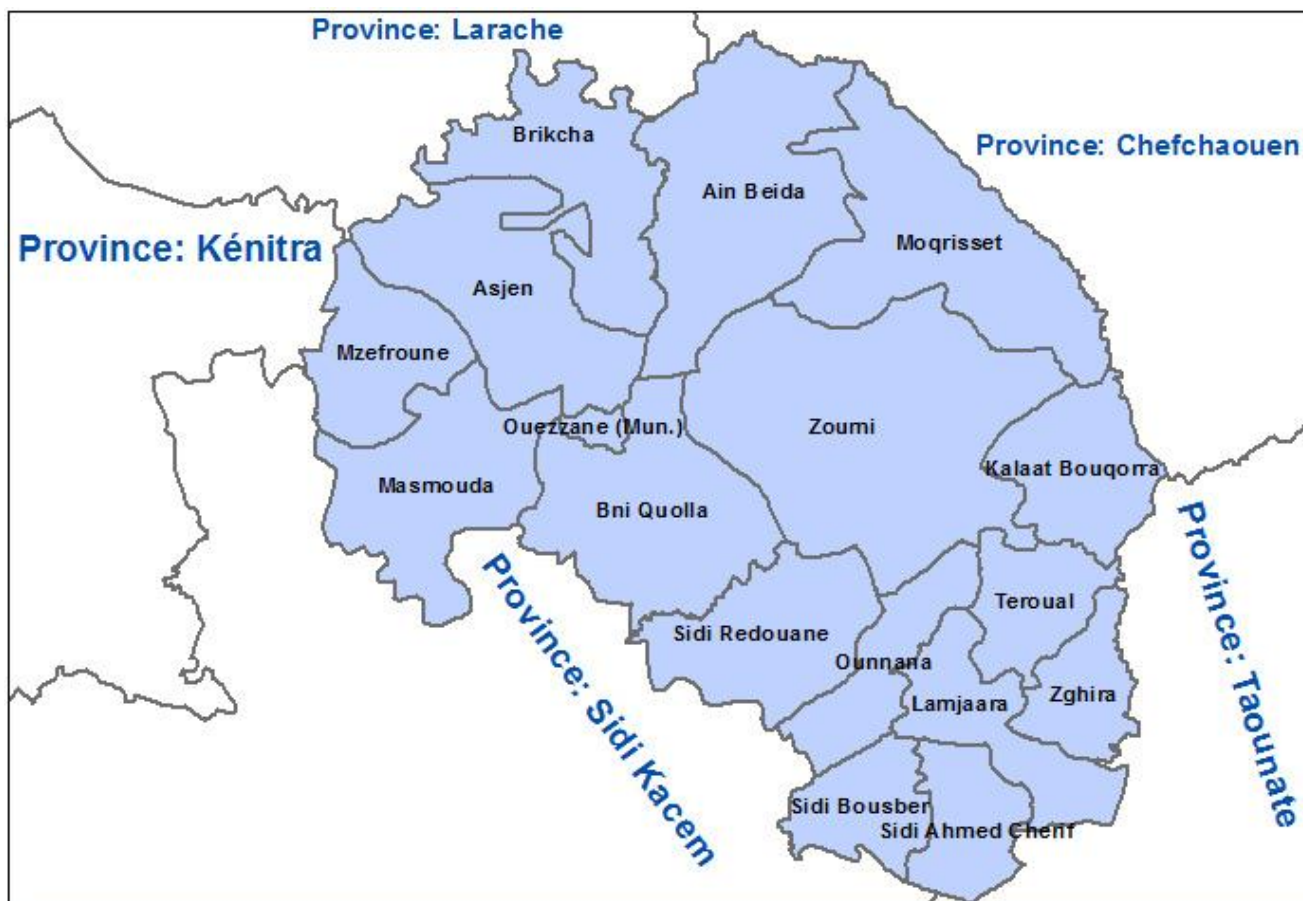 Province: Larache
Brikcha
Province: Chefchaouen
Ain Beida
Province: Kénitra
Moqrisset
Asjen
Mzefroune
Ouezzane (Mun.)
Zoumi
Kalaat Bouqorra
Masmouda
Bni Quolla
Province: Sidi Kacem
Province: Taounate
Teroual
Sidi Redouane
Ounnana
Zghira
Lamjaara
Sidi Bousber
Sidi Ahmed Cherif